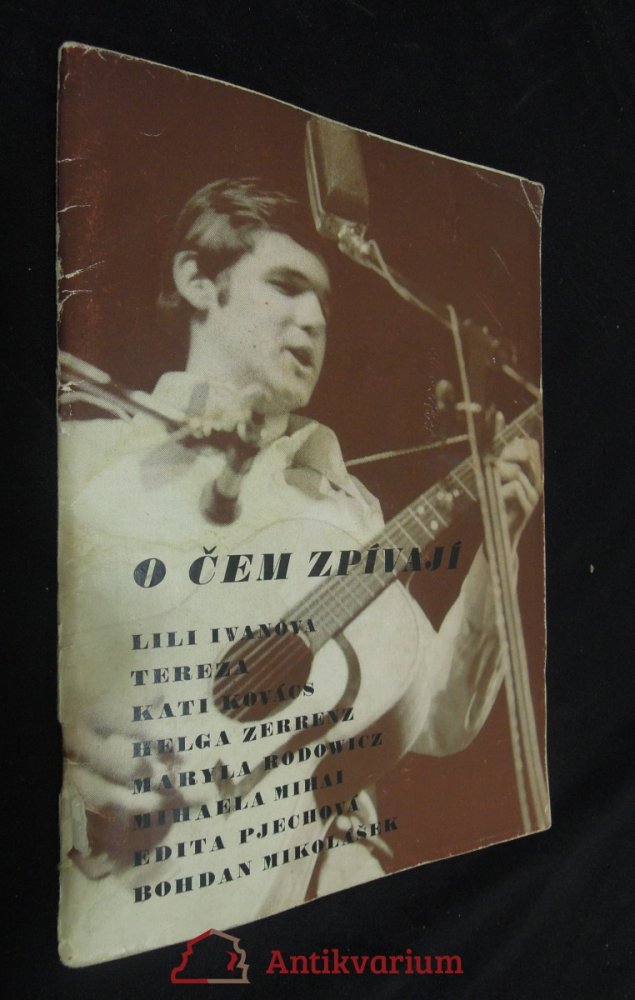 O ČEM ZPÍVAJÍ
LILI IVANOVA
TEREZA
KATI KOVÁCS
HELGA ZERRENZ
MARYLA RODOWICZ
MIHAELA MIHAI
EDITA PJECHOVÁ
BOHDAN MIKOLÁŠEK
Antikvarium